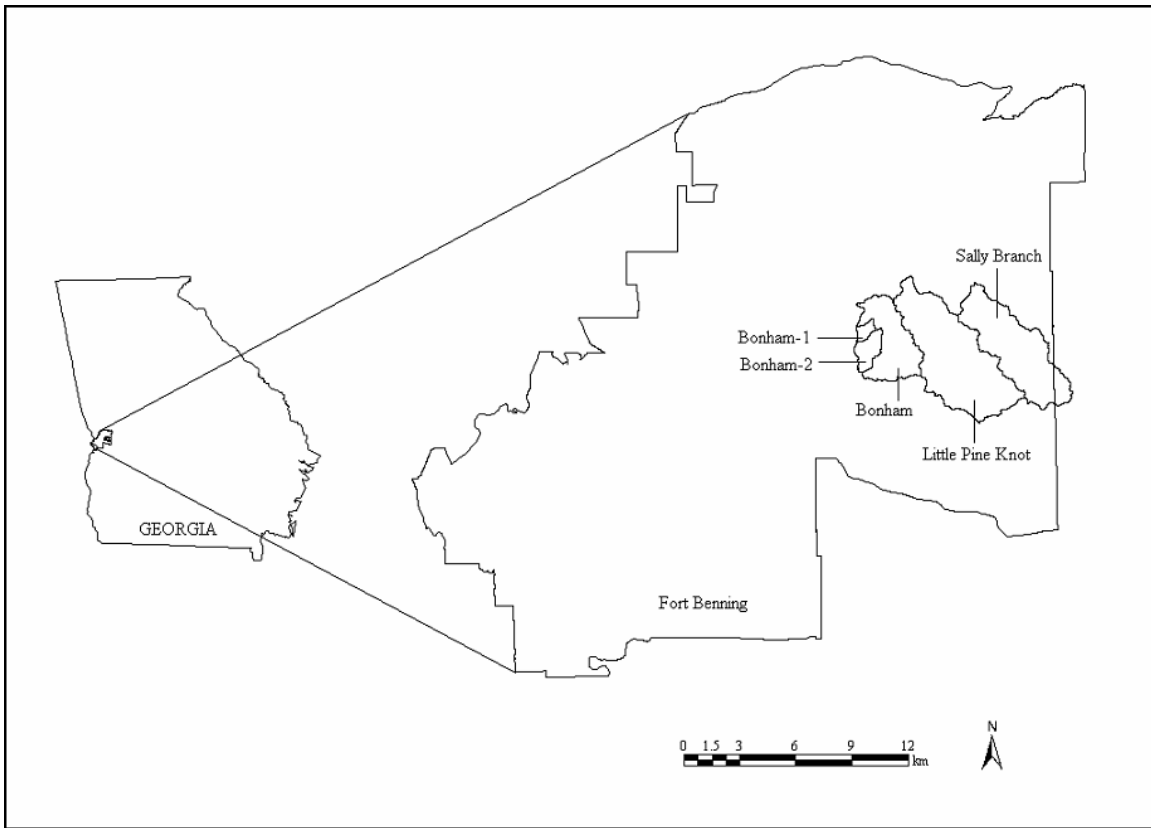 Sally Branch
Bonham-1
Bonham-2
Bonham
Little Pine Knot
GEORGIA
Fort Benning
N
0 1.5 3 6 9 12
km